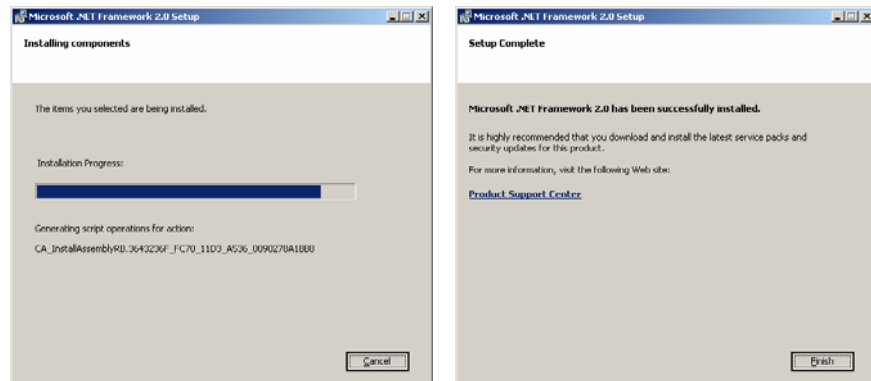 Microsoft .NET Framework 2.0 Setup
Installing components
The items you selected are being installed.
Installation Progress:
Generating script operations for action:
CA_InstallAssemblyRB.3643236F_FC70_11D3_A536_0090278A1BB8
Cancel
Microsoft .NET Framework 2.0 Setup
Setup Complete
Microsoft .NET Framework 2.0 has been successfully installed.
It is highly recommended that you download and install the latest service packs and
security updates for this product.
For more information, visit the following Web site:
Product Support Center
Finish